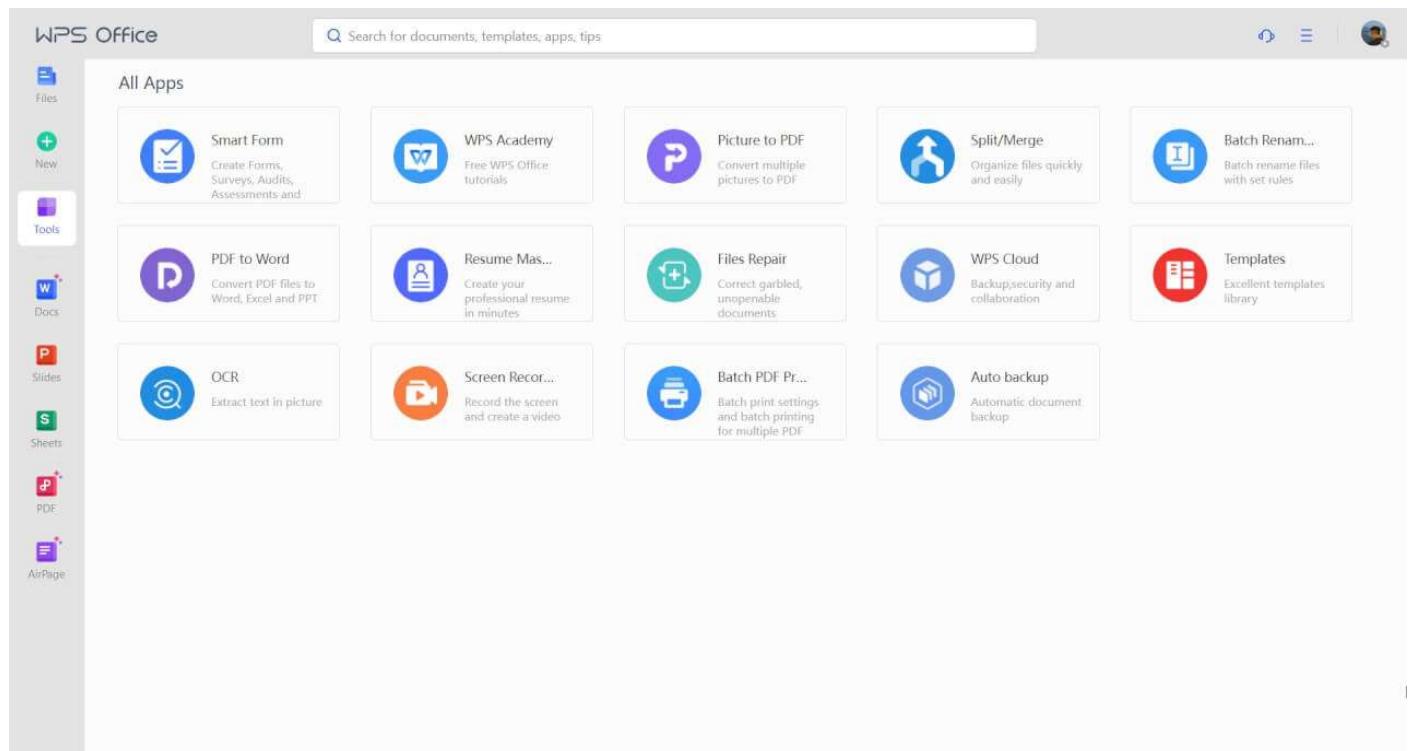 WPS Office
Search for documents, templates, apps, tips
Files
New
Tools
Docs
Slides
Sheets
PDF
AirPage
All Apps
Smart Form
Create Forms,
Surveys, Audits,
Assessments and
WPS Academy
Free WPS Office
tutorials
Picture to PDF
Convert multiple
pictures to PDF
Split/Merge
Organize files quickly
and easily
Batch Renam...
Batch rename files
with set rules
PDF to Word
Convert PDF files to
Word, Excel and PPT
Resume Mas...
Create your
professional resume
in minutes
Files Repair
Correct garbled,
unopenable
documents
WPS Cloud
Backup,security and
collaboration
Templates
Excellent templates
library
OCR
Extract text in picture
Screen Recor...
Record the screen
and create a video
Batch PDF Pr...
Batch print settings
and batch printing
for multiple PDF
Auto backup
Automatic document
backup